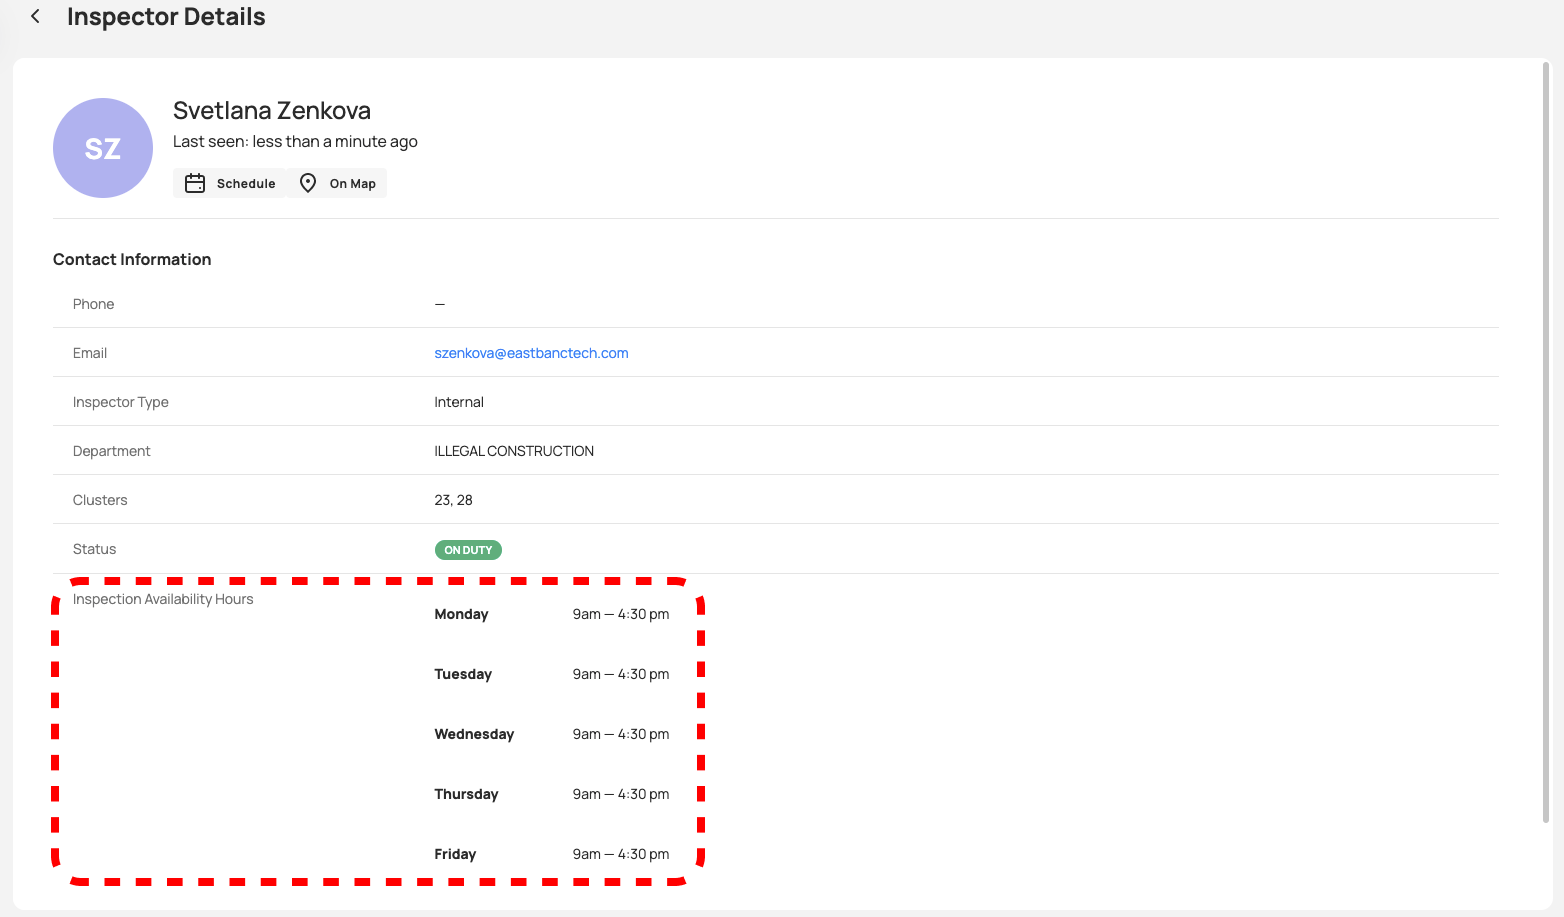 Inspector Details
SZ
Svetlana Zenkova
Last seen: less than a minute ago
Schedule On Map
Contact Information
Phone —
Email szenkova@eastbanctech.com
Inspector Type Internal
Department ILLEGAL CONSTRUCTION
Clusters 23, 28
Status ON DUTY
Inspection Availability Hours
Monday 9am — 4:30 pm
Tuesday 9am — 4:30 pm
Wednesday 9am — 4:30 pm
Thursday 9am — 4:30 pm
Friday 9am — 4:30 pm